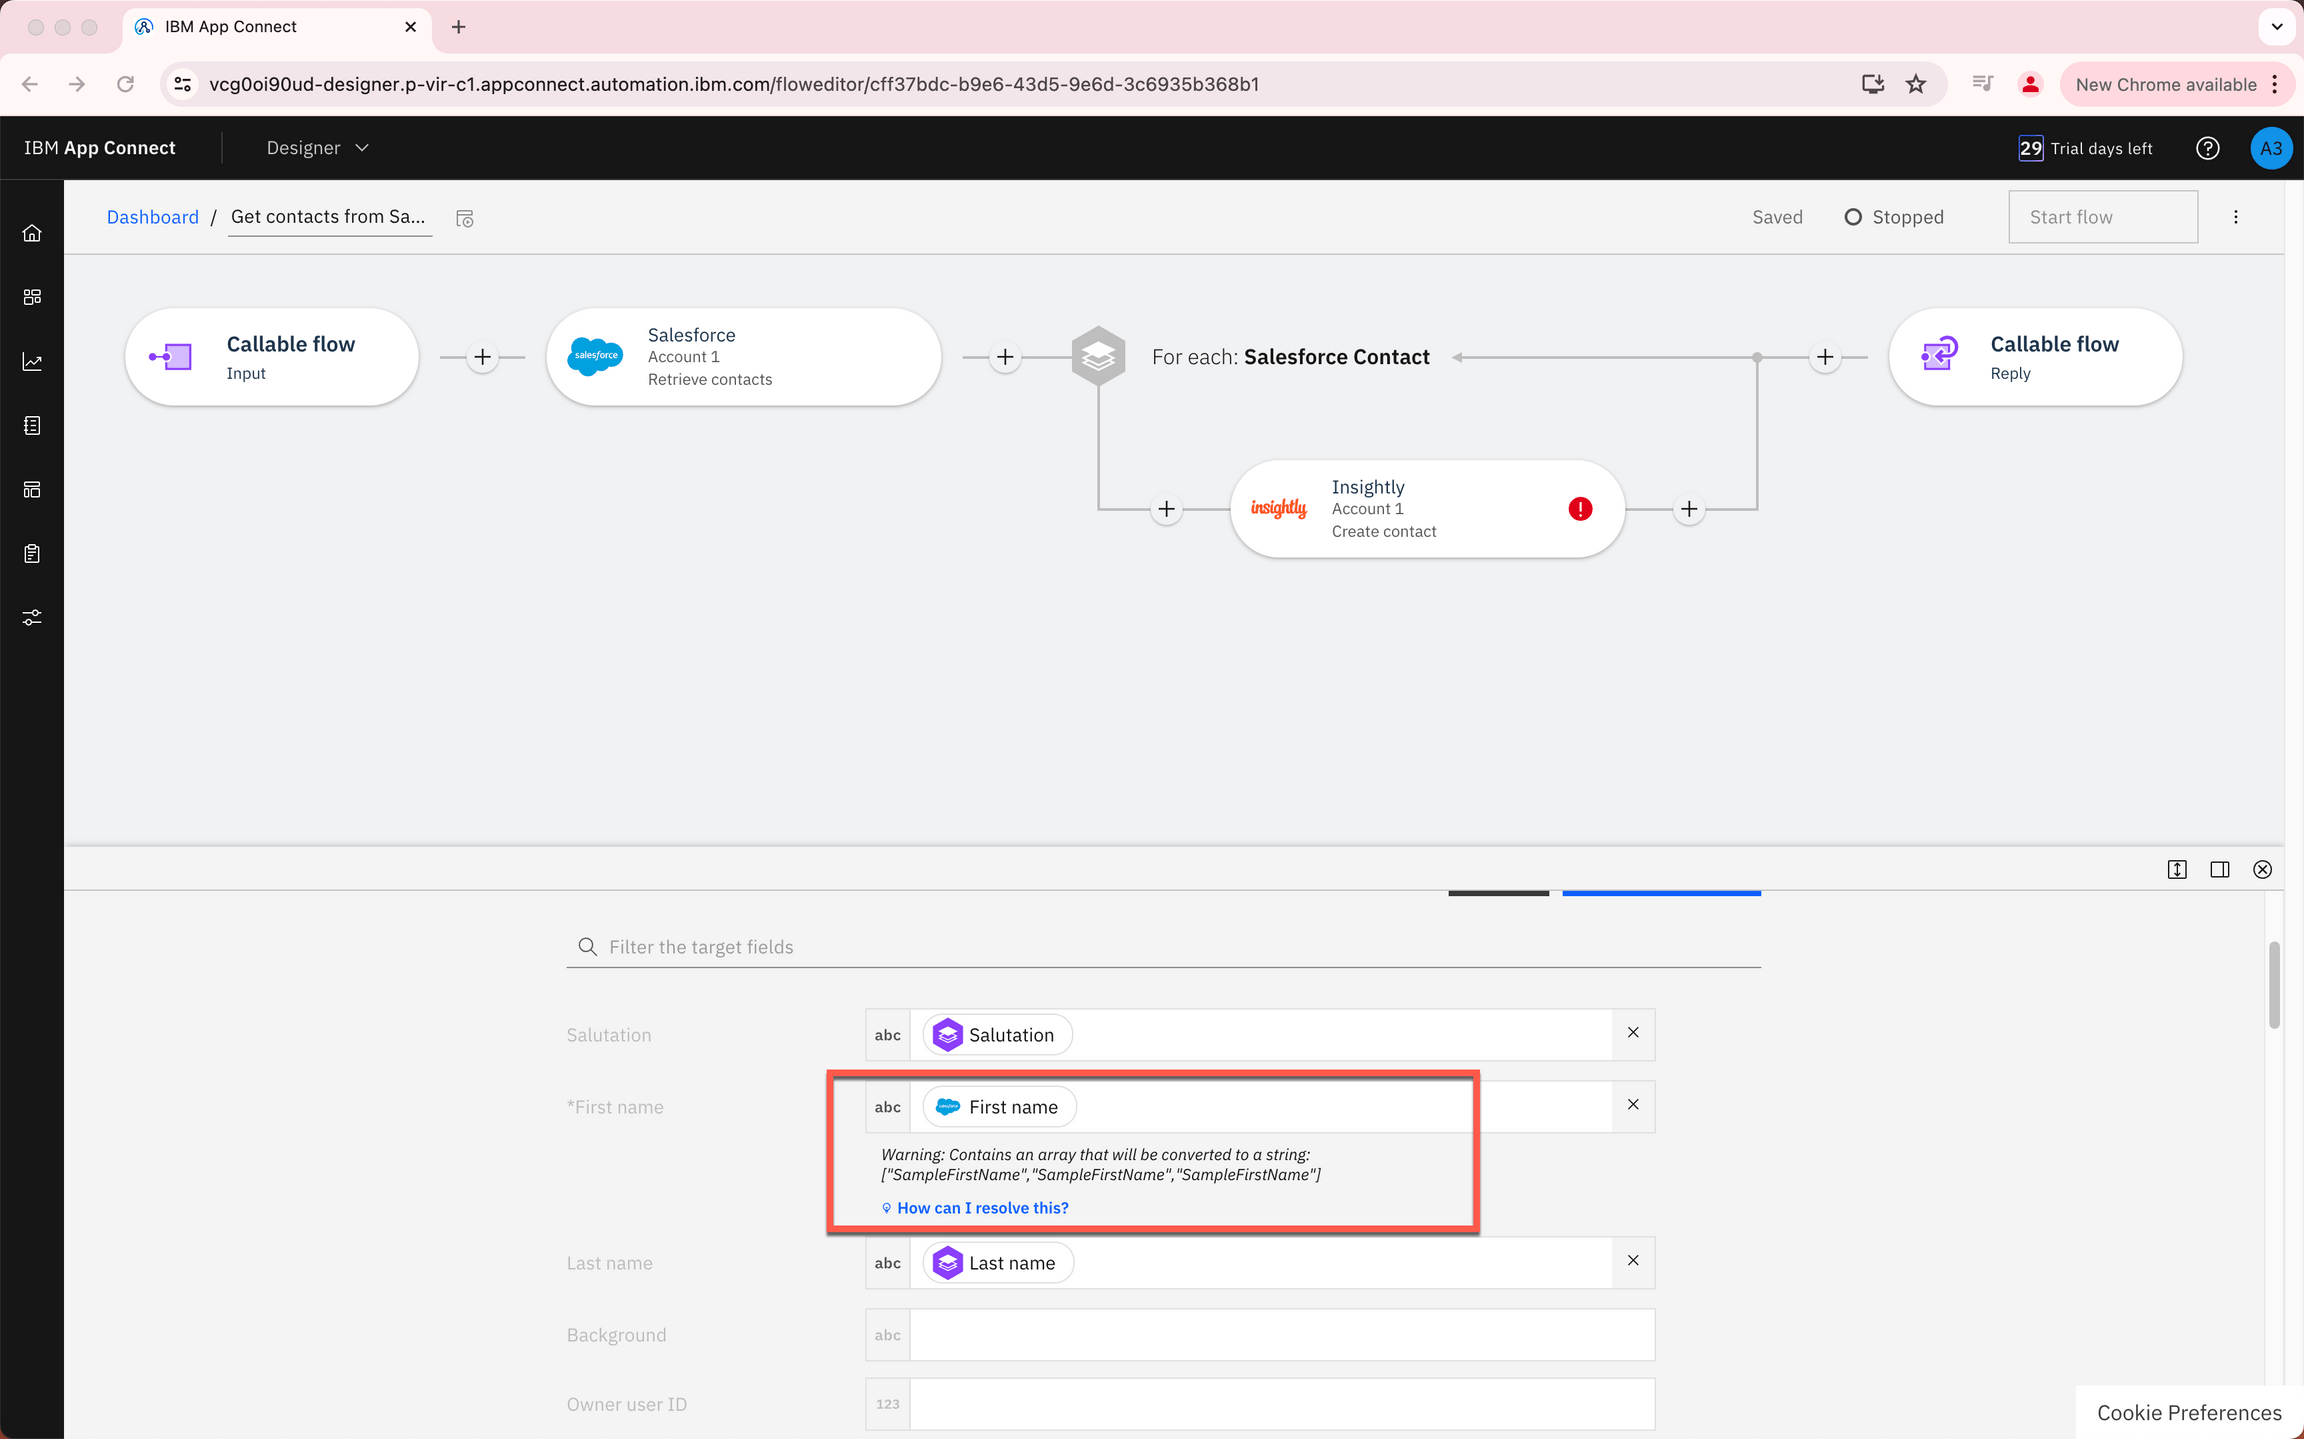 IBM App Connect
vcg0oi90ud-designer.p-vir-c1.appconnect.automation.ibm.com/floweditor/cff37bdc-b9e6-43d5-9e6d-3c6935b368b1
New Chrome available
IBM App Connect
Designer
29 Trial days left
A3
Dashboard / Get contacts from Sa...
Saved
Stopped
Start flow
Callable flow
Input
salesforce
Salesforce
Account 1
Retrieve contacts
For each: Salesforce Contact
Callable flow
Reply
insightly
Insightly
Account 1
Create contact
Filter the target fields
Salutation
abc
Salutation
*First name
abc
First name
Warning: Contains an array that will be converted to a string:
["SampleFirstName","SampleFirstName","SampleFirstName"]
How can I resolve this?
Last name
abc
Last name
Background
abc
Owner user ID
123
Cookie Preferences